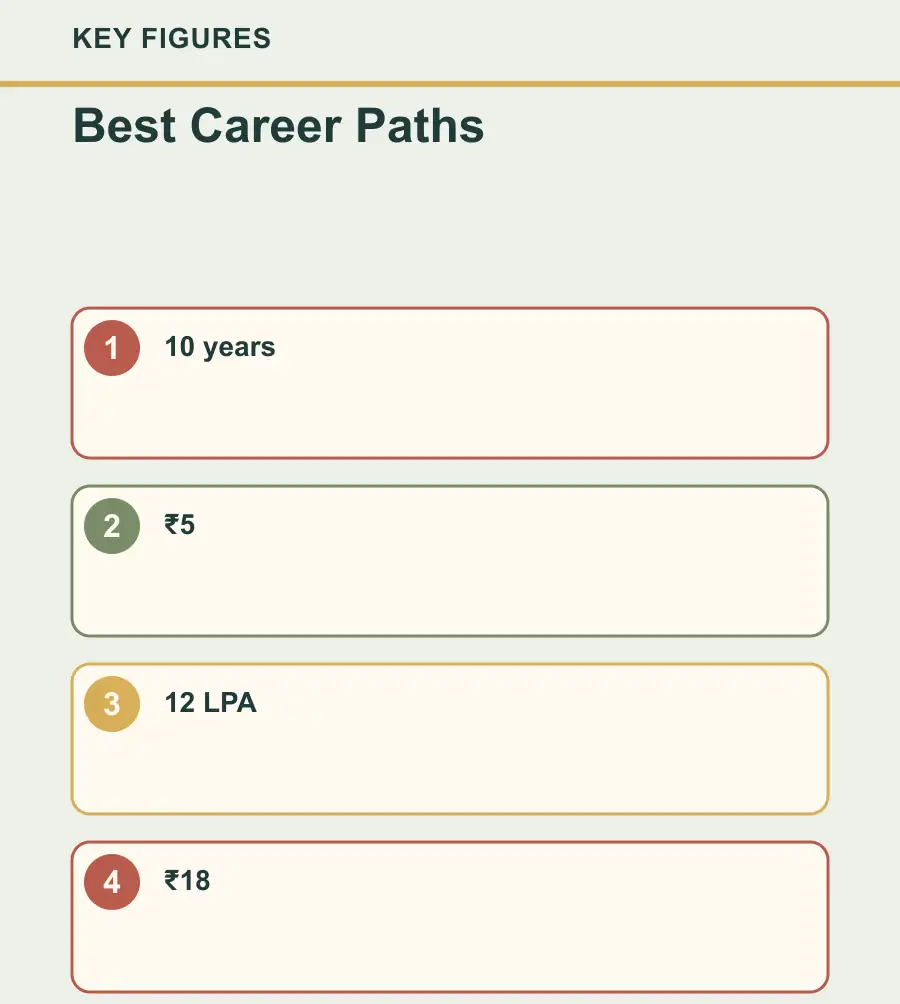 KEY FIGURES
Best Career Paths
1 10 years
2 ₹5
3 12 LPA
4 ₹18